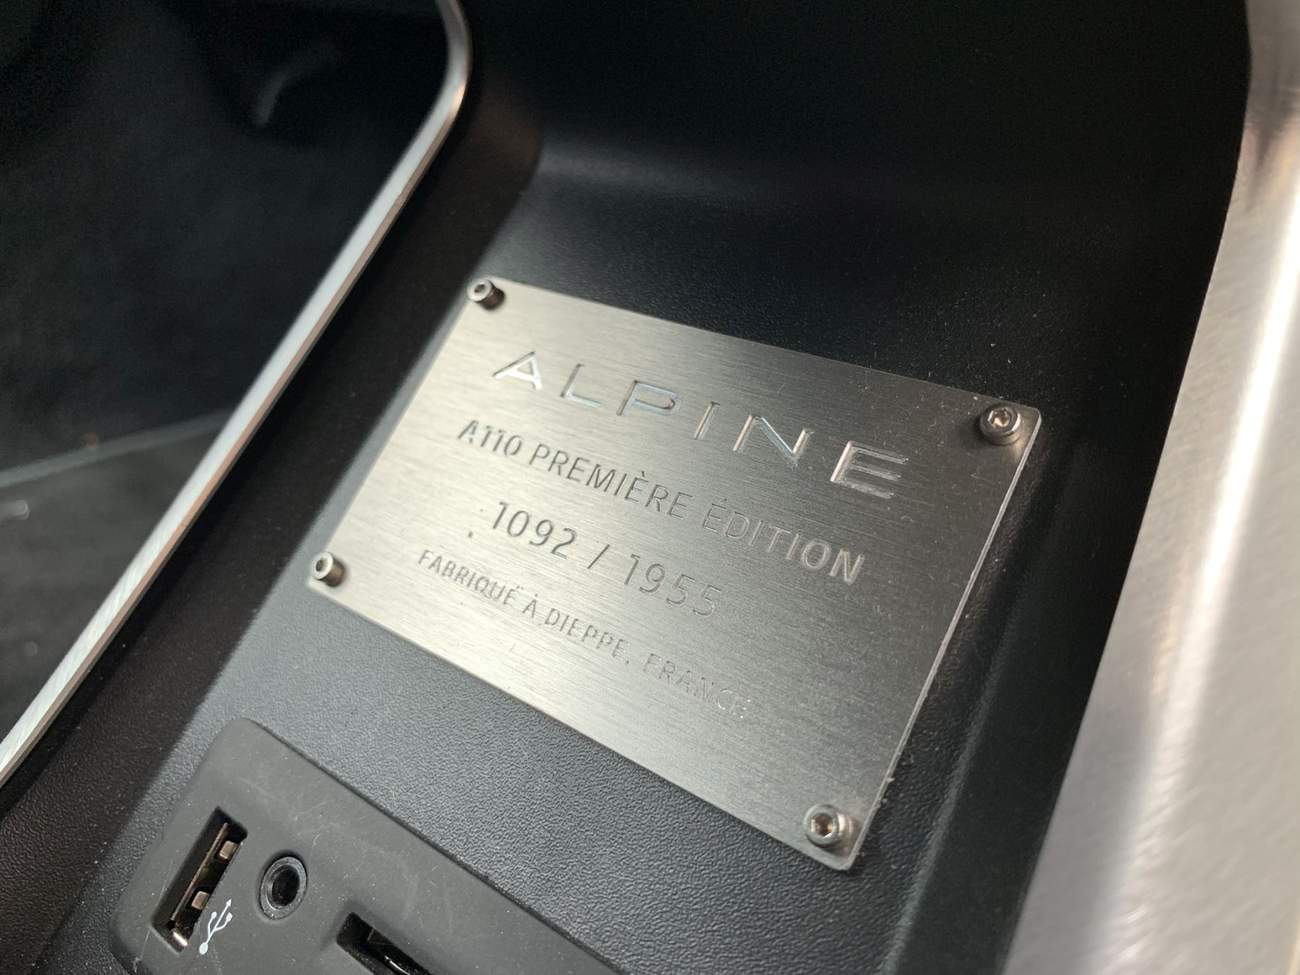 ALPINE
A110 PREMIÈRE ÉDITION
1092 / 1955
FABRIQUÉ À DIEPPE, FRANCE